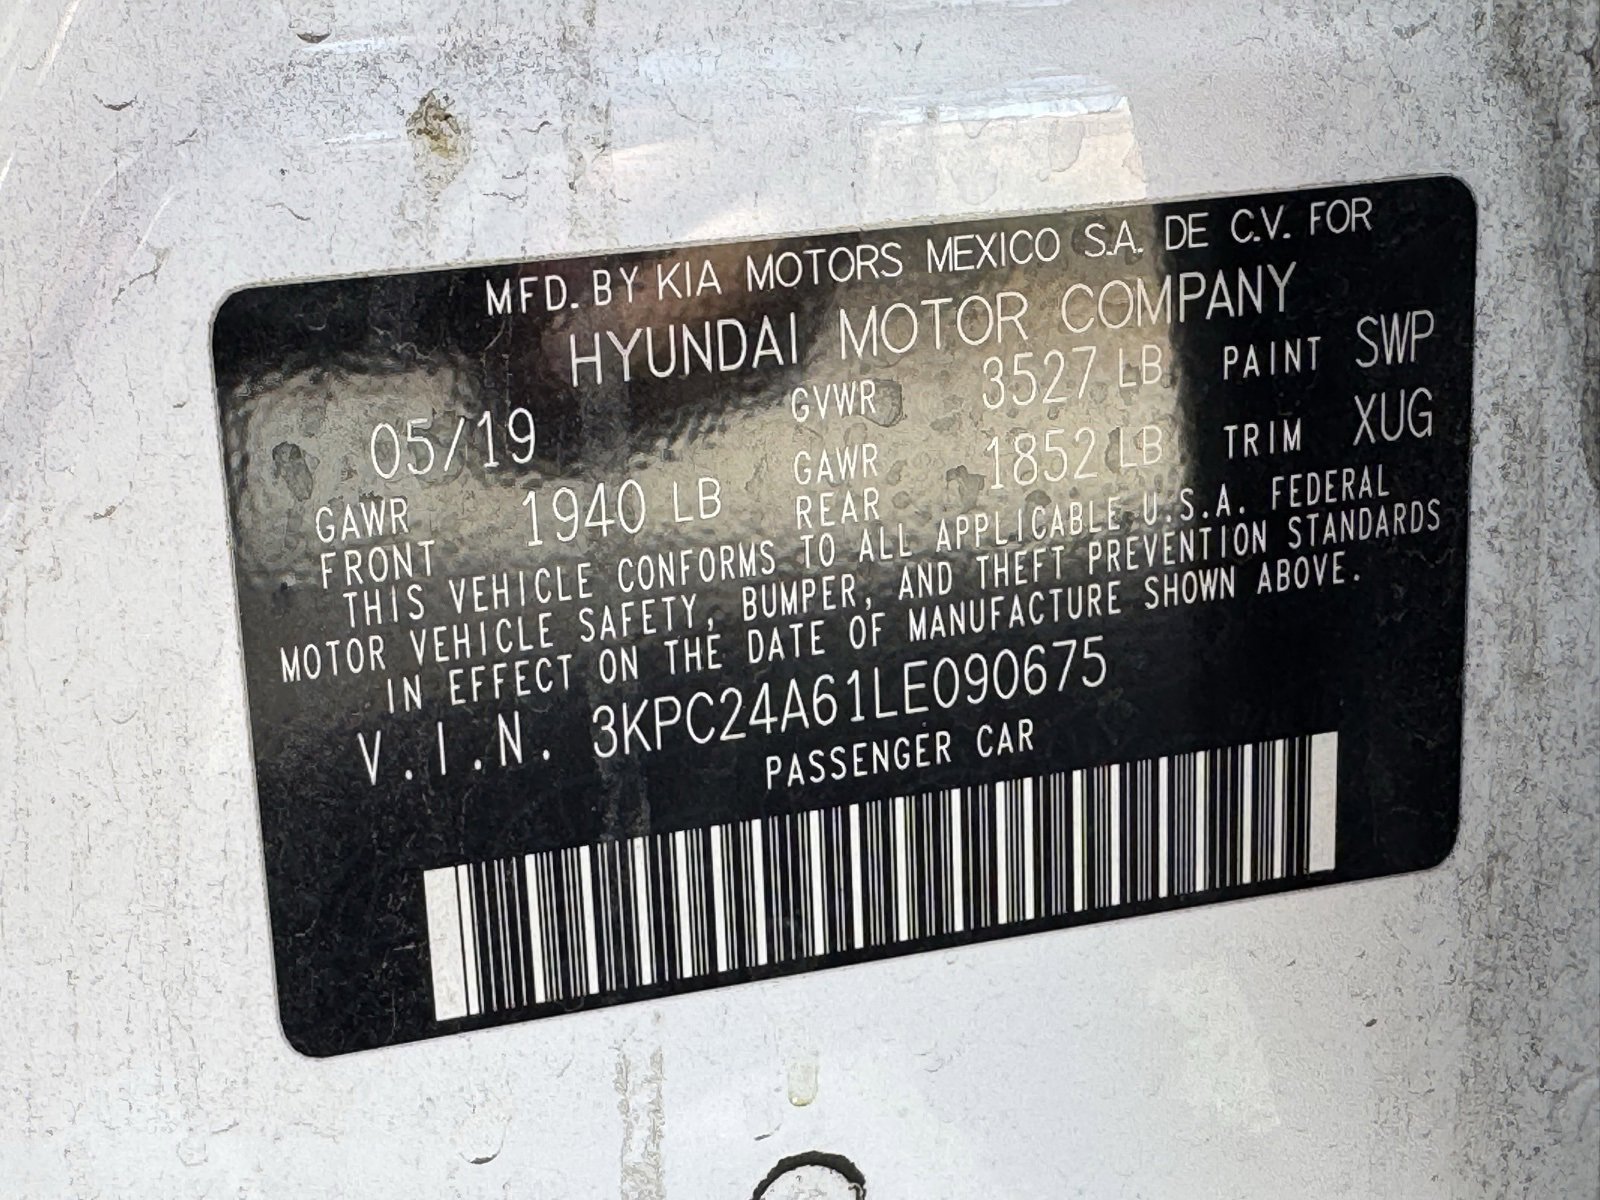 MFD. BY KIA MOTORS MEXICO S.A. DE C.V. FOR
HYUNDAI MOTOR COMPANY
05/19 GVWR 3527 LB PAINT SWP
GAWR FRONT 1940 LB GAWR REAR 1852 LB TRIM XUG
THIS VEHICLE CONFORMS TO ALL APPLICABLE U.S.A. FEDERAL
MOTOR VEHICLE SAFETY, BUMPER, AND THEFT PREVENTION STANDARDS
IN EFFECT ON THE DATE OF MANUFACTURE SHOWN ABOVE.
V.I.N. 3KPC24A61LE090675
PASSENGER CAR